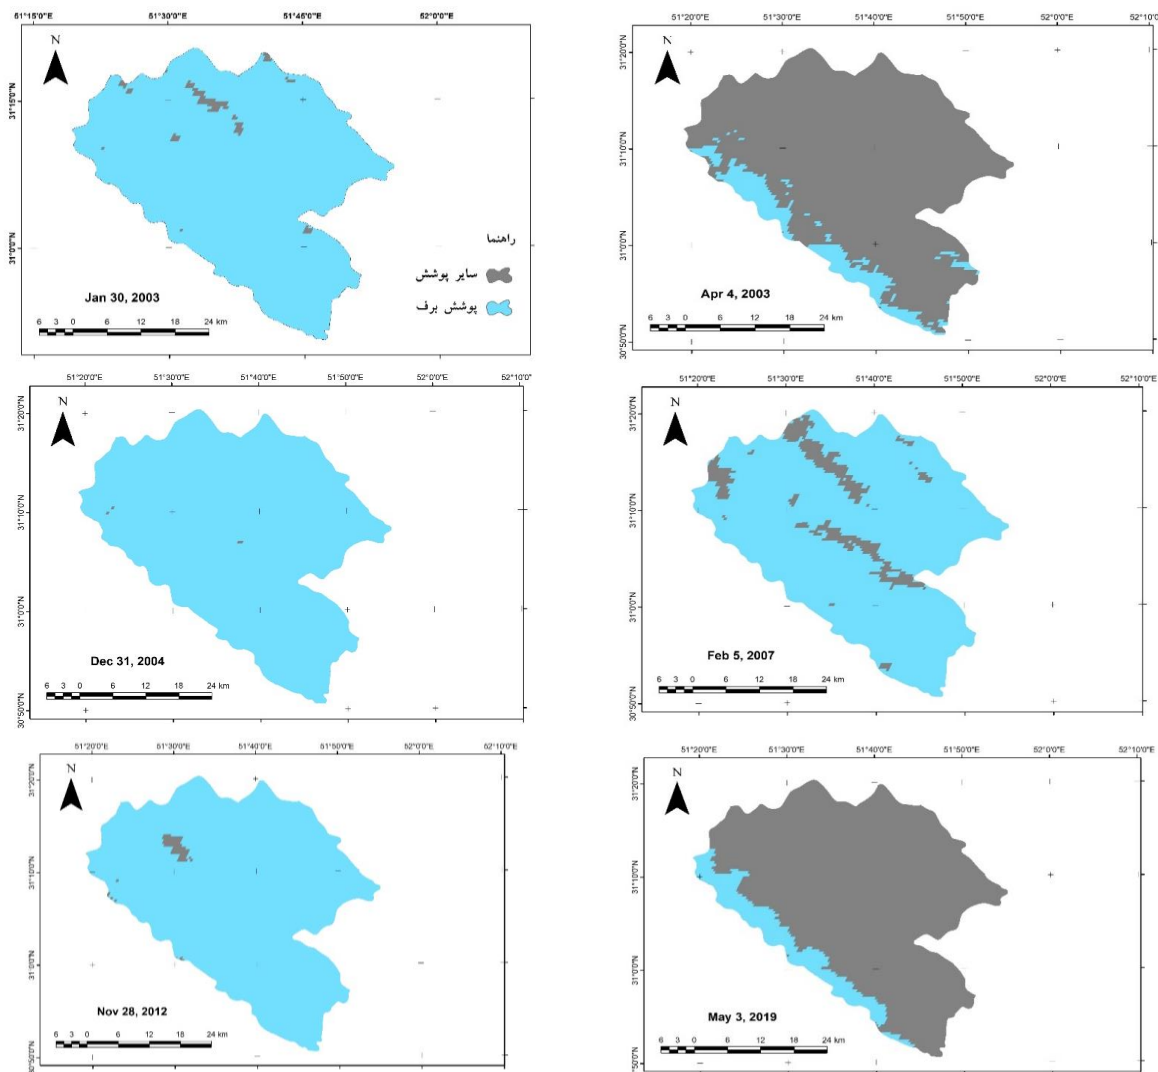 51°15'0"E 51°30'0"E 51°45'0"E 52°0'0"E
N
31°15'0"N
31°0'0"N
راهنما
سایر پوشش
پوشش برف
Jan 30, 2003
6 3 0 6 12 18 24 km
51°20'0"E 51°30'0"E 51°40'0"E 51°50'0"E 52°0'0"E 52°10'0
N
31°20'0"N
31°10'0"N
31°0'0"N
30°50'0"N
Apr 4, 2003
6 3 0 6 12 18 24 km
51°20'0"E 51°30'0"E 51°40'0"E 51°50'0"E 52°0'0"E 52°10'0"E
N
31°20'0"N
31°10'0"N
31°0'0"N
30°50'0"N
Dec 31, 2004
6 3 0 6 12 18 24 km
51°20'0"E 51°30'0"E 51°40'0"E 51°50'0"E 52°0'0"E 52°10'0"E
N
31°20'0"N
31°10'0"N
31°0'0"N
30°50'0"N
Feb 5, 2007
6 3 0 6 12 18 24 km
51°20'0"E 51°30'0"E 51°40'0"E 51°50'0"E 52°0'0"E 52°10'0"E
N
31°20'0"N
31°10'0"N
31°0'0"N
30°50'0"N
Nov 28, 2012
6 3 0 6 12 18 24 km
51°20'0"E 51°30'0"E 51°40'0"E 51°50'0"E 52°0'0"E 52°10'0"E
N
31°20'0"N
31°10'0"N
31°0'0"N
50'0"N
May 3, 2019
6 3 0 6 12 18 24 km